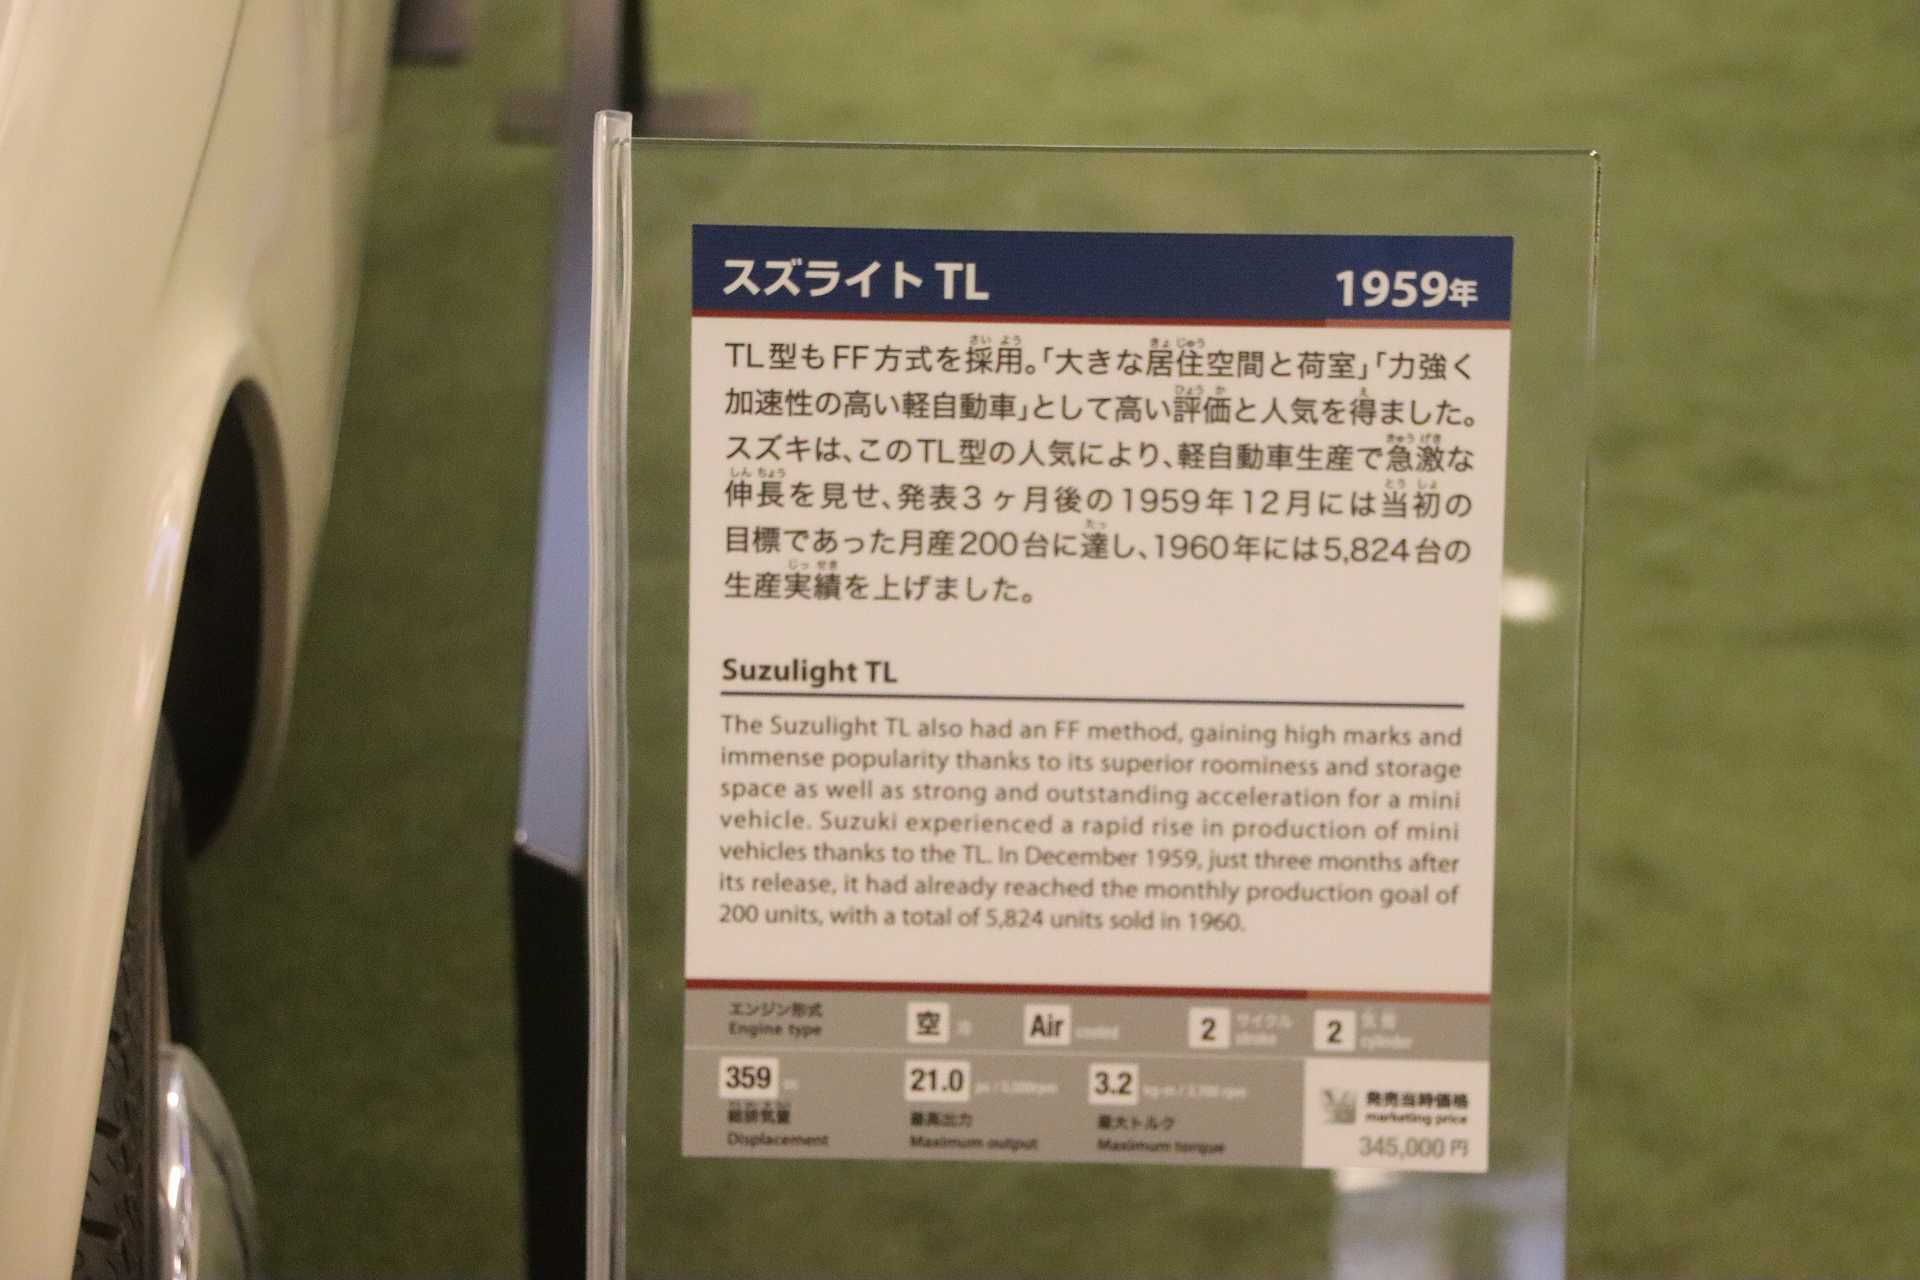 スズライト TL 1959年
TL型もFF方式を採用。「大きな居住空間と荷室」「力強く
加速性の高い軽自動車」として高い評価と人気を得ました。
スズキは、このTL型の人気により、軽自動車生産で急激な
伸長を見せ、発表3ヶ月後の1959年12月には当初の
目標であった月産200台に達し、1960年には5,824台の
生産実績を上げました。
Suzulight TL
The Suzulight TL also had an FF method, gaining high marks and
immense popularity thanks to its superior roominess and storage
space as well as strong and outstanding acceleration for a mini
vehicle. Suzuki experienced a rapid rise in production of mini
vehicles thanks to the TL. In December 1959, just three months after
its release, it had already reached the monthly production goal of
200 units, with a total of 5,824 units sold in 1960.
エンジン形式 空 冷 Air cooled 2 サイクル 2 気筒
Engine type stroke cylinder
359 21.0 3.2
総排気量 最高出力 最大トルク
Displacement Maximum output Maximum torque
発売当時価格
marketing price
345,000円